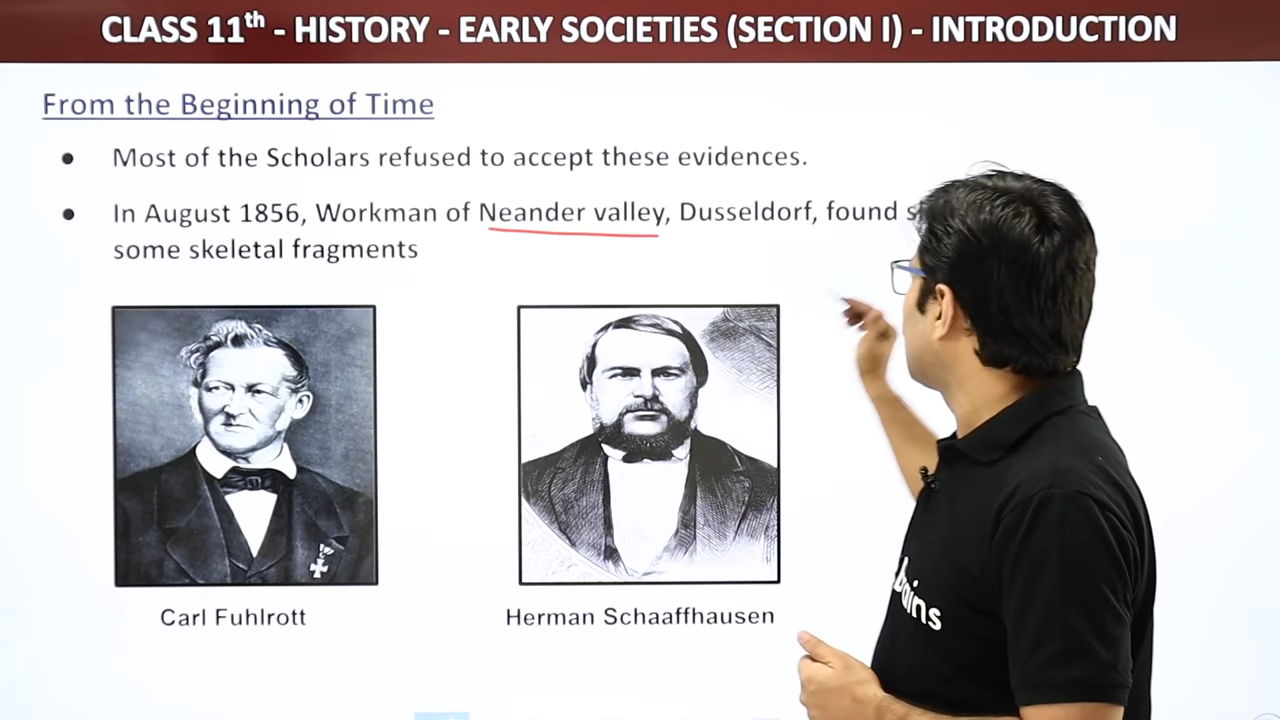 CLASS 11th - HISTORY - EARLY SOCIETIES (SECTION I) - INTRODUCTION
From the Beginning of Time
● Most of the Scholars refused to accept these evidences.
● In August 1856, Workman of Neander valley, Dusseldorf, found
some skeletal fragments
Carl Fuhlrott
Herman Schaaffhausen